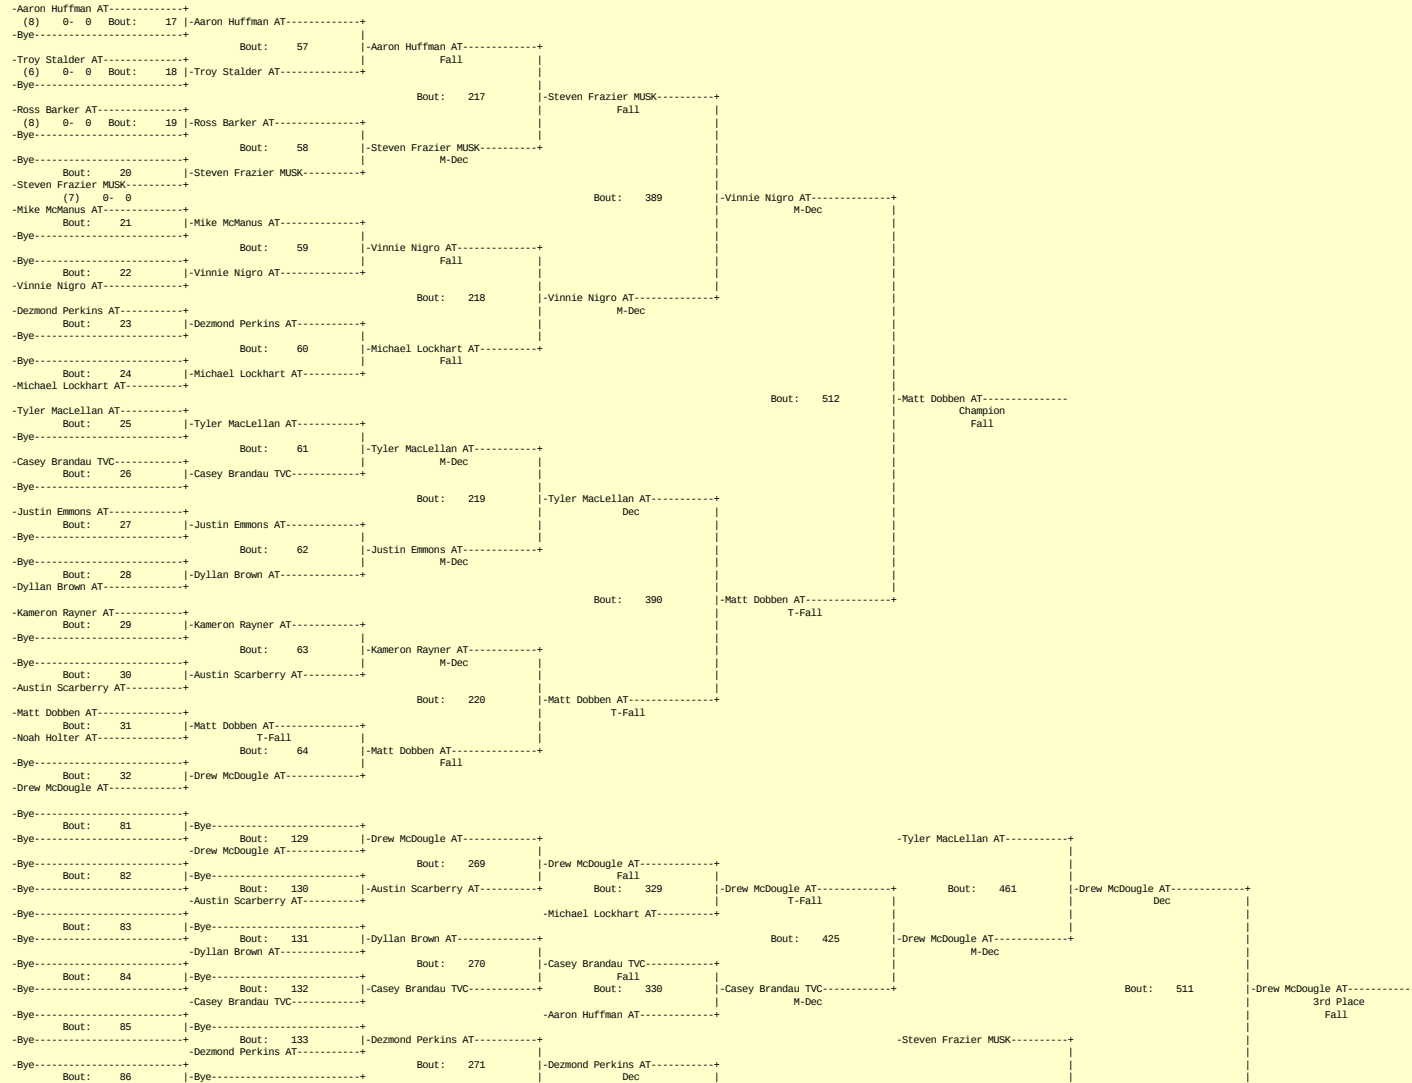 -Aaron Huffman AT-------------+
(8) 0- 0 Bout: 17 |-Aaron Huffman AT-------------+
-Bye--------------------------+ |
Bout: 57 |-Aaron Huffman AT-------------+
-Troy Stalder AT--------------+ | Fall |
(6) 0- 0 Bout: 18 |-Troy Stalder AT--------------+ |
-Bye--------------------------+ |
Bout: 217 |-Steven Frazier MUSK----------+
-Ross Barker AT---------------+ | Fall |
(8) 0- 0 Bout: 19 |-Ross Barker AT---------------+ | |
-Bye--------------------------+ | | |
Bout: 58 |-Steven Frazier MUSK----------+ |
-Bye--------------------------+ | M-Dec |
Bout: 20 |-Steven Frazier MUSK----------+ |
-Steven Frazier MUSK----------+ |
(7) 0- 0 Bout: 389 |-Vinnie Nigro AT--------------+
-Mike McManus AT--------------+ | M-Dec |
Bout: 21 |-Mike McManus AT--------------+ | |
-Bye--------------------------+ | | |
Bout: 59 |-Vinnie Nigro AT--------------+ | |
-Bye--------------------------+ | Fall | | |
Bout: 22 |-Vinnie Nigro AT--------------+ | | |
-Vinnie Nigro AT--------------+ | | |
Bout: 218 |-Vinnie Nigro AT--------------+ |
-Dezmond Perkins AT-----------+ | M-Dec |
Bout: 23 |-Dezmond Perkins AT-----------+ | |
-Bye--------------------------+ | | |
Bout: 60 |-Michael Lockhart AT----------+ |
-Bye--------------------------+ | Fall |
Bout: 24 |-Michael Lockhart AT----------+ |
-Michael Lockhart AT----------+ |
Bout: 512 |-Matt Dobben AT---------------
-Tyler MacLellan AT-----------+ | Champion
Bout: 25 |-Tyler MacLellan AT-----------+ | Fall
-Bye--------------------------+ | |
Bout: 61 |-Tyler MacLellan AT-----------+ |
-Casey Brandau TVC------------+ | M-Dec | |
Bout: 26 |-Casey Brandau TVC------------+ | |
-Bye--------------------------+ | |
Bout: 219 |-Tyler MacLellan AT-----------+ |
-Justin Emmons AT-------------+ | Dec | |
Bout: 27 |-Justin Emmons AT-------------+ | | |
-Bye--------------------------+ | | | |
Bout: 62 |-Justin Emmons AT-------------+ | |
-Bye--------------------------+ | M-Dec | |
Bout: 28 |-Dyllan Brown AT--------------+ | |
-Dyllan Brown AT--------------+ | |
Bout: 390 |-Matt Dobben AT---------------+
-Kameron Rayner AT------------+ | T-Fall
Bout: 29 |-Kameron Rayner AT------------+ |
-Bye--------------------------+ | |
Bout: 63 |-Kameron Rayner AT------------+ |
-Bye--------------------------+ | M-Dec | |
Bout: 30 |-Austin Scarberry AT----------+ | |
-Austin Scarberry AT----------+ | |
Bout: 220 |-Matt Dobben AT---------------+
-Matt Dobben AT---------------+ | T-Fall
Bout: 31 |-Matt Dobben AT---------------+ |
-Noah Holter AT---------------+ T-Fall | |
Bout: 64 |-Matt Dobben AT---------------+
-Bye--------------------------+ | Fall
Bout: 32 |-Drew McDougle AT-------------+
-Drew McDougle AT-------------+
-Bye--------------------------+
Bout: 81 |-Bye--------------------------+
-Bye--------------------------+ Bout: 129 |-Drew McDougle AT-------------+ -Tyler MacLellan AT-----------+
-Drew McDougle AT-------------+ | |
-Bye--------------------------+ Bout: 269 |-Drew McDougle AT-------------+ |
Bout: 82 |-Bye--------------------------+ | Fall | |
-Bye--------------------------+ Bout: 130 |-Austin Scarberry AT----------+ Bout: 329 |-Drew McDougle AT-------------+ Bout: 461 |-Drew McDougle AT-------------+
-Austin Scarberry AT----------+ | T-Fall | | Dec |
-Bye--------------------------+ -Michael Lockhart AT----------+ | | |
Bout: 83 |-Bye--------------------------+ | | |
-Bye--------------------------+ Bout: 131 |-Dyllan Brown AT--------------+ Bout: 425 |-Drew McDougle AT-------------+ |
-Dyllan Brown AT--------------+ | | M-Dec |
-Bye--------------------------+ Bout: 270 |-Casey Brandau TVC------------+ | |
Bout: 84 |-Bye--------------------------+ | Fall | | |
-Bye--------------------------+ Bout: 132 |-Casey Brandau TVC------------+ Bout: 330 |-Casey Brandau TVC------------+ Bout: 511 |-Drew McDougle AT-----------
-Casey Brandau TVC------------+ | M-Dec | 3rd Place
-Bye--------------------------+ -Aaron Huffman AT-------------+ | Fall
Bout: 85 |-Bye--------------------------+ |
-Bye--------------------------+ Bout: 133 |-Dezmond Perkins AT-----------+ -Steven Frazier MUSK----------+ |
-Dezmond Perkins AT-----------+ | | |
-Bye--------------------------+ Bout: 271 |-Dezmond Perkins AT-----------+ | |
Bout: 86 |-Bye--------------------------+ | Dec | | |